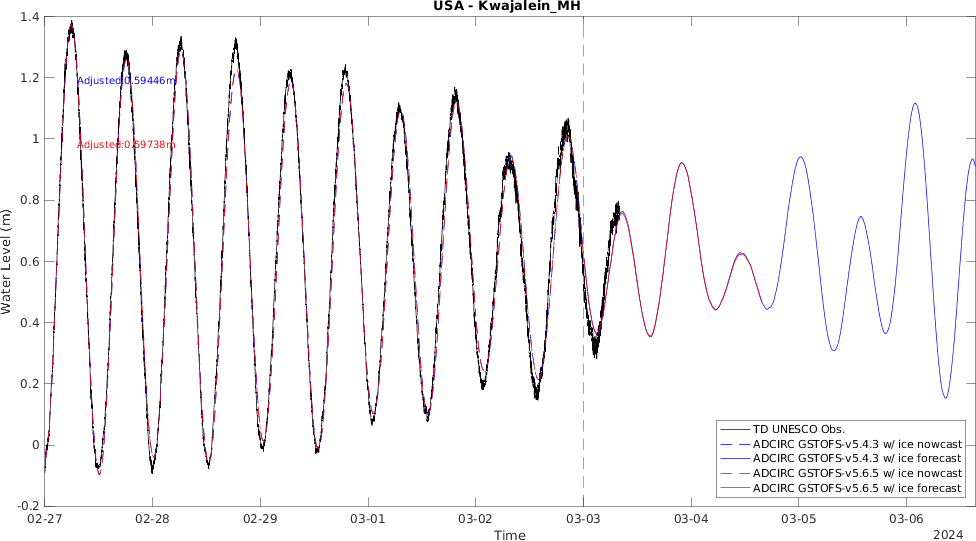 USA - Kwajalein_MH
1.4
1.2
1
0.8
0.6
0.4
0.2
0
-0.2
Water Level (m)
Adjusted:0.59446m
Adjusted:0.59738m
TD UNESCO Obs.
ADCIRC GSTOFS-v5.4.3 w/ ice nowcast
ADCIRC GSTOFS-v5.4.3 w/ ice forecast
ADCIRC GSTOFS-v5.6.5 w/ ice nowcast
ADCIRC GSTOFS-v5.6.5 w/ ice forecast
02-27 02-28 02-29 03-01 03-02 03-03 03-04 03-05 03-06
Time
2024